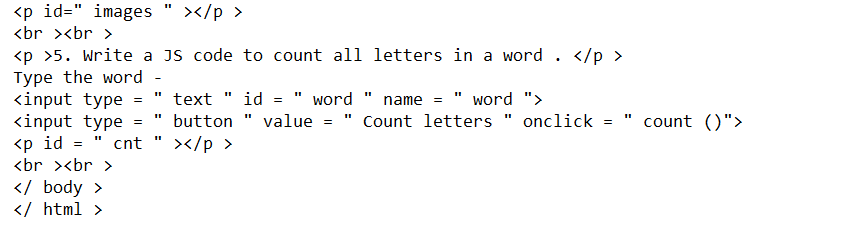 <p id=" images " ></p >
<br ><br >
<p >5. Write a JS code to count all letters in a word . </p >
Type the word -
<input type = " text " id = " word " name = " word ">
<input type = " button " value = " Count letters " onclick = " count ()">
<p id = " cnt " ></p >
<br ><br >
</ body >
</ html >